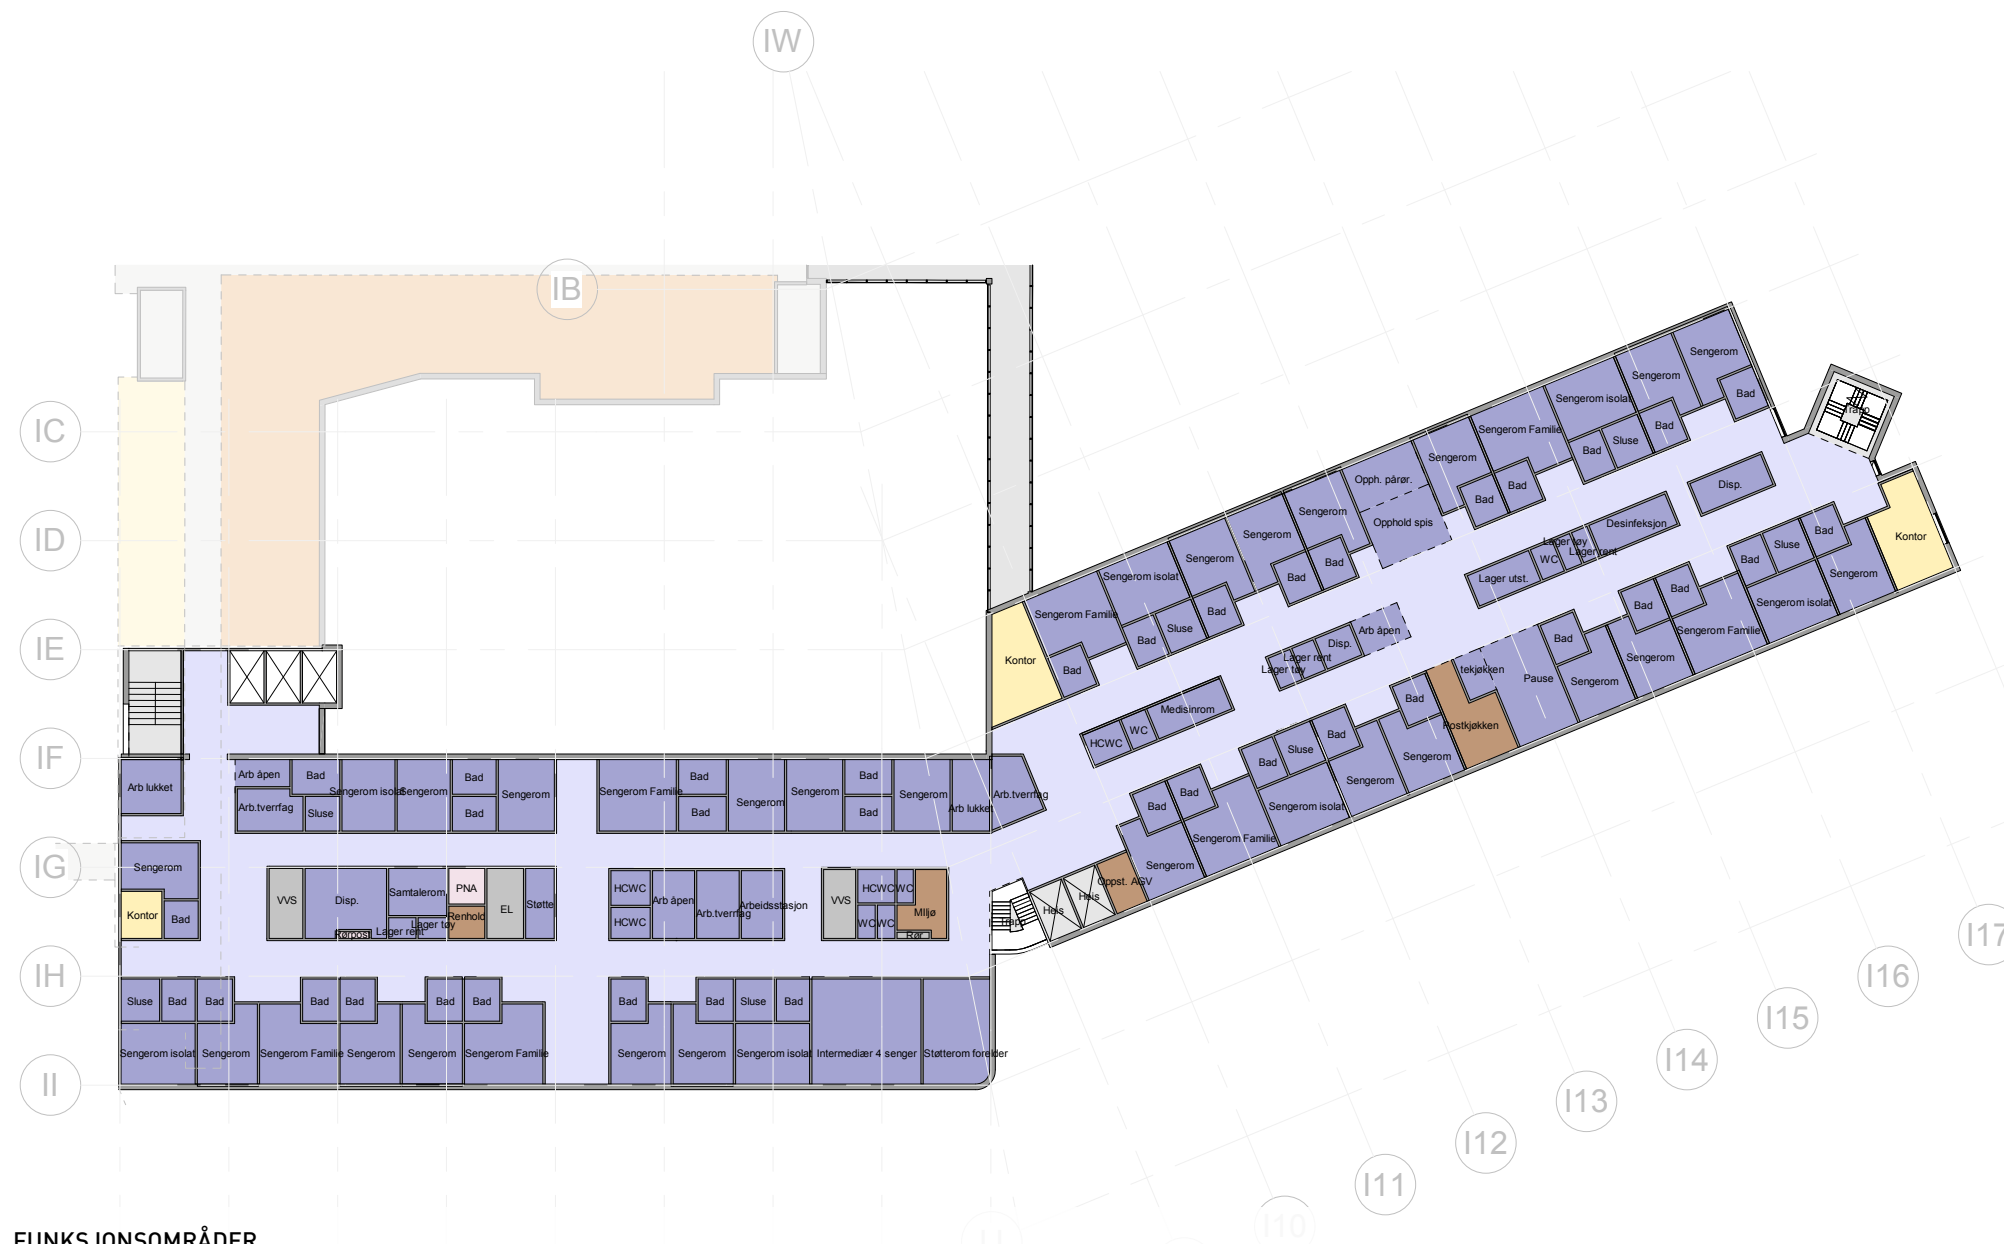 IW
IB
IC
ID
IE
IF
IG
IH
II
I17
I16
I15
I14
I13
I12
I11
I10
Sengerom
Sengerom
Sengerom isolat
Bad
Trapp
Sengerom Familie
Bad
Sluse
Bad
Sengerom
Opph. pårør.
Bad
Bad
Disp.
Sengerom
Opphold spis
Desinfeksjon
Lager tøy
Lager rent
WC
Lager utst.
Bad
Sluse
Bad
Kontor
Sengerom
Sengerom
Bad
Bad
Sengerom isolat
Sengerom Familie
Bad
Sluse
Bad
Sengerom
Sengerom isolat
Bad
Bad
Arb åpen
Disp.
Lager rent
Lager tøy
Kontor
Bad
Bad
Sengerom Familie
Sengerom
Sengerom
tekjøkken
Pause
Postkjøkken
Medisinrom
WC
HCWC
Bad
Sengerom
Bad
Sluse
Bad
Sengerom
Sengerom isolat
Bad
Bad
Sengerom Familie
Sengerom
Oppst. AGV
Heis
Heis
Trapp
Arb lukket
Arb åpen
Bad
Arb.tverrfag
Sluse
Sengerom isolat
Sengerom
Bad
Bad
Sengerom
Sengerom Familie
Bad
Bad
Sengerom
Sengerom
Bad
Bad
Sengerom
Arb lukket
Arb.tverrfag
Sengerom
Kontor
Bad
VVS
Disp.
Samtalerom
PNA
Renhold
EL
Støtte
Rørpost
Lager rent
Lager tøy
HCWC
HCWC
Arb åpen
Arb.tverrfag
Arbeidsstasjon
VVS
HCWC
WC
WC
WC
MIljø
Rør
Sluse
Bad
Bad
Bad
Bad
Bad
Bad
Bad
Bad
Sluse
Bad
Sengerom isolat
Sengerom
Sengerom Familie
Sengerom
Sengerom
Sengerom Familie
Sengerom
Sengerom
Sengerom isolat
Intermediær 4 senger
Støtterom forelder
FUNKSJONSOMRÅDER